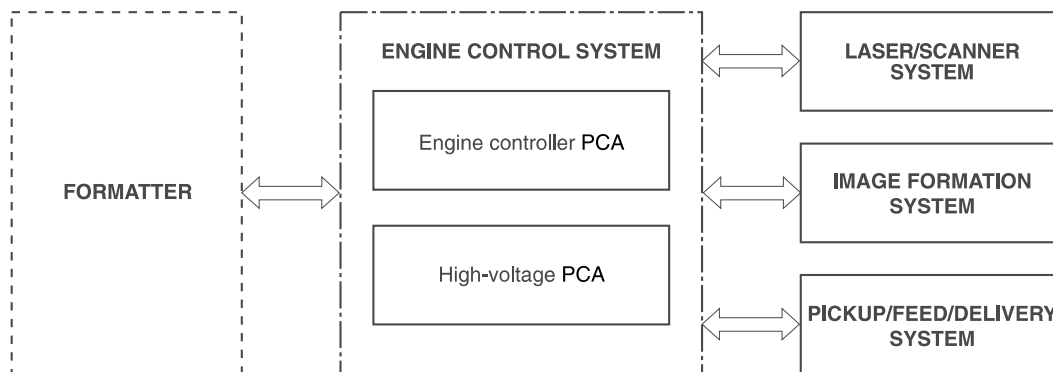 FORMATTER
ENGINE CONTROL SYSTEM
Engine controller PCA
High-voltage PCA
LASER/SCANNER
SYSTEM
IMAGE FORMATION
SYSTEM
PICKUP/FEED/DELIVERY
SYSTEM